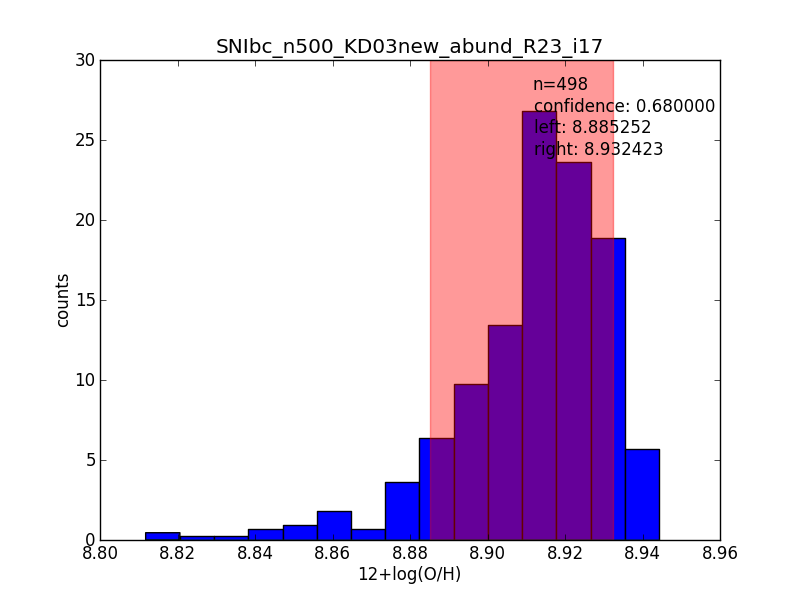 SNIbc_n500_KD03new_abund_R23_i17
30
25
20
15
10
5
0
counts
n=498
confidence: 0.680000
left: 8.885252
right: 8.932423
8.80 8.82 8.84 8.86 8.88 8.90 8.92 8.94 8.96
12+log(O/H)